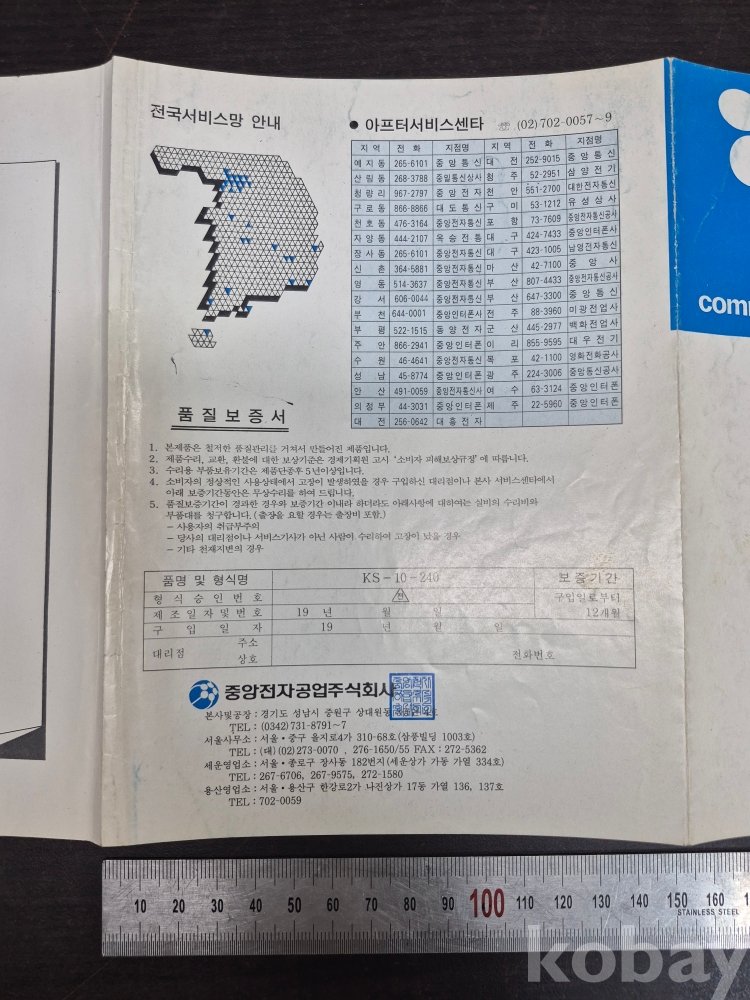 전국서비스망 안내
● 아프터서비스센타 ☏ (02)702-0057~9
지역 전화 지점명 지역 전화 지점명
예지동 265-6101 중앙통신 대전 252-9015 중앙통신
산림동 268-3788 중일통신상사 청주 52-2951 삼양전기
청량리 967-2797 중앙전자 천안 551-2700 대한전자통신
구로동 866-8866 대도통신 구미 53-1212 유성상사
천호동 476-3164 중앙전자통신 포항 73-7609 중앙전자통신공사
자양동 444-2107 옥승전통 대구 424-7433 중앙인터폰사
장사동 265-6101 중앙전자통신 대구 423-1005 남영전자통신
신촌 364-5881 중앙전자통신 마산 42-7100 중앙사
영동 514-3637 중앙전자통신 부산 807-4433 중앙전자통신공사
강서 606-0044 중앙전자통신 부산 647-3300 중앙통신
부천 644-0001 중앙인터폰사 전주 88-3960 미광전업사
부평 522-1515 동양전자 군산 445-2977 백화전업사
주안 866-2941 중앙인터폰 이리 855-9595 대우전기
수원 46-4641 중앙전자통신 목포 42-1100 영화전화공사
성남 45-8774 중앙인터폰 광주 224-3006 중앙통신공사
안산 491-0059 중앙전자통신사 여수 63-3124 중앙인터폰
의정부 44-3031 중앙인터폰 제주 22-5960 중앙인터폰
대전 256-0642 대흥전자
품질보증서
1. 본제품은 철저한 품질관리를 거쳐서 만들어진 제품입니다.
2. 제품수리, 교환, 환불에 대한 보상기준은 경제기획원 고시 "소비자 피해보상규정"에 따릅니다.
3. 수리용 부품보유기간은 제품단종후 5년이상입니다.
4. 소비자의 정상적인 사용상태에서 고장이 발생하였을 경우 구입하신 대리점이나 본사 서비스센타에서
아래 보증기간동안은 무상수리를 하여 드립니다.
5. 품질보증기간이 경과한 경우와 보증기간 이내라 하더라도 아래사항에 대하여는 실비의 수리비와
부품대를 청구합니다. (출장을 요할 경우는 출장비 포함.)
– 사용자의 취급부주의
– 당사의 대리점이나 서비스기사가 아닌 사람이 수리하여 고장이 났을 경우
– 기타 천재지변의 경우
품명 및 형식명 KS-10-240 보증기간
형식승인번호 구입일로부터
제조일자및번호 19 년 월 일 12개월
구입일자 19 년 월 일
대리점 주소
상호 전화번호
중앙전자공업주식회사
본사및공장 : 경기도 성남시 중원구 상대원동
TEL : (0342)731-8791~7
서울사무소 : 서울·중구 을지로4가 310-68호(삼풍빌딩 1003호)
TEL : (대)(02)273-0070 , 276-1650/55 FAX : 272-5362
세운영업소 : 서울·종로구 장사동 182번지(세운상가 가동 가열 334호)
TEL : 267-6706, 267-9575, 272-1580
용산영업소 : 서울·용산구 한강로2가 나진상가 17동 가열 136, 137호
TEL : 702-0059
com
10 20 30 40 50 60 70 80 90 100 110 120 130 140 150 160
STAINLESS STEEL
kobay